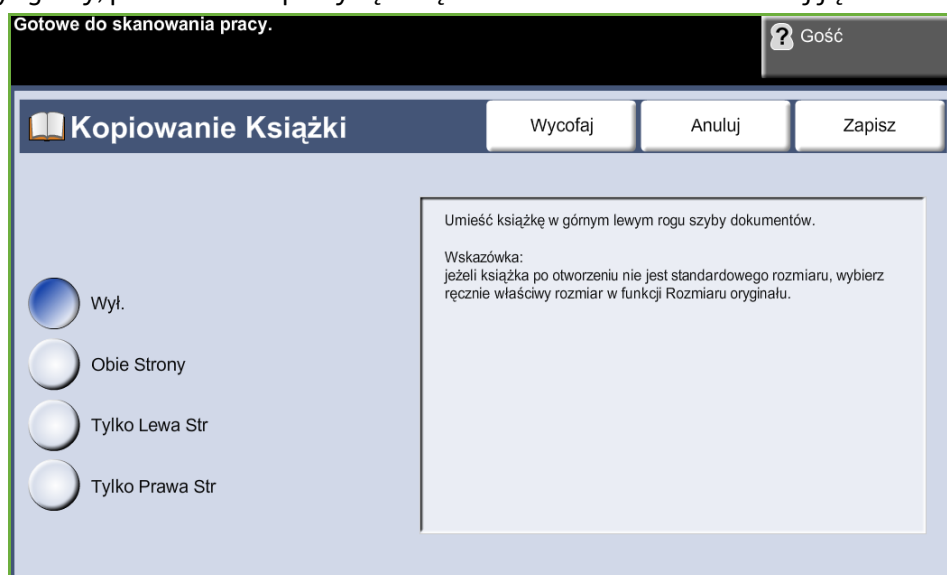 Gotowe do skanowania pracy.
? Gość
Kopiowanie Książki
Wycofaj
Anuluj
Zapisz
Umieść książkę w górnym lewym rogu szyby dokumentów.
Wskazówka:
jeżeli książka po otworzeniu nie jest standardowego rozmiaru, wybierz
ręcznie właściwy rozmiar w funkcji Rozmiaru oryginału.
Wył.
Obie Strony
Tylko Lewa Str
Tylko Prawa Str